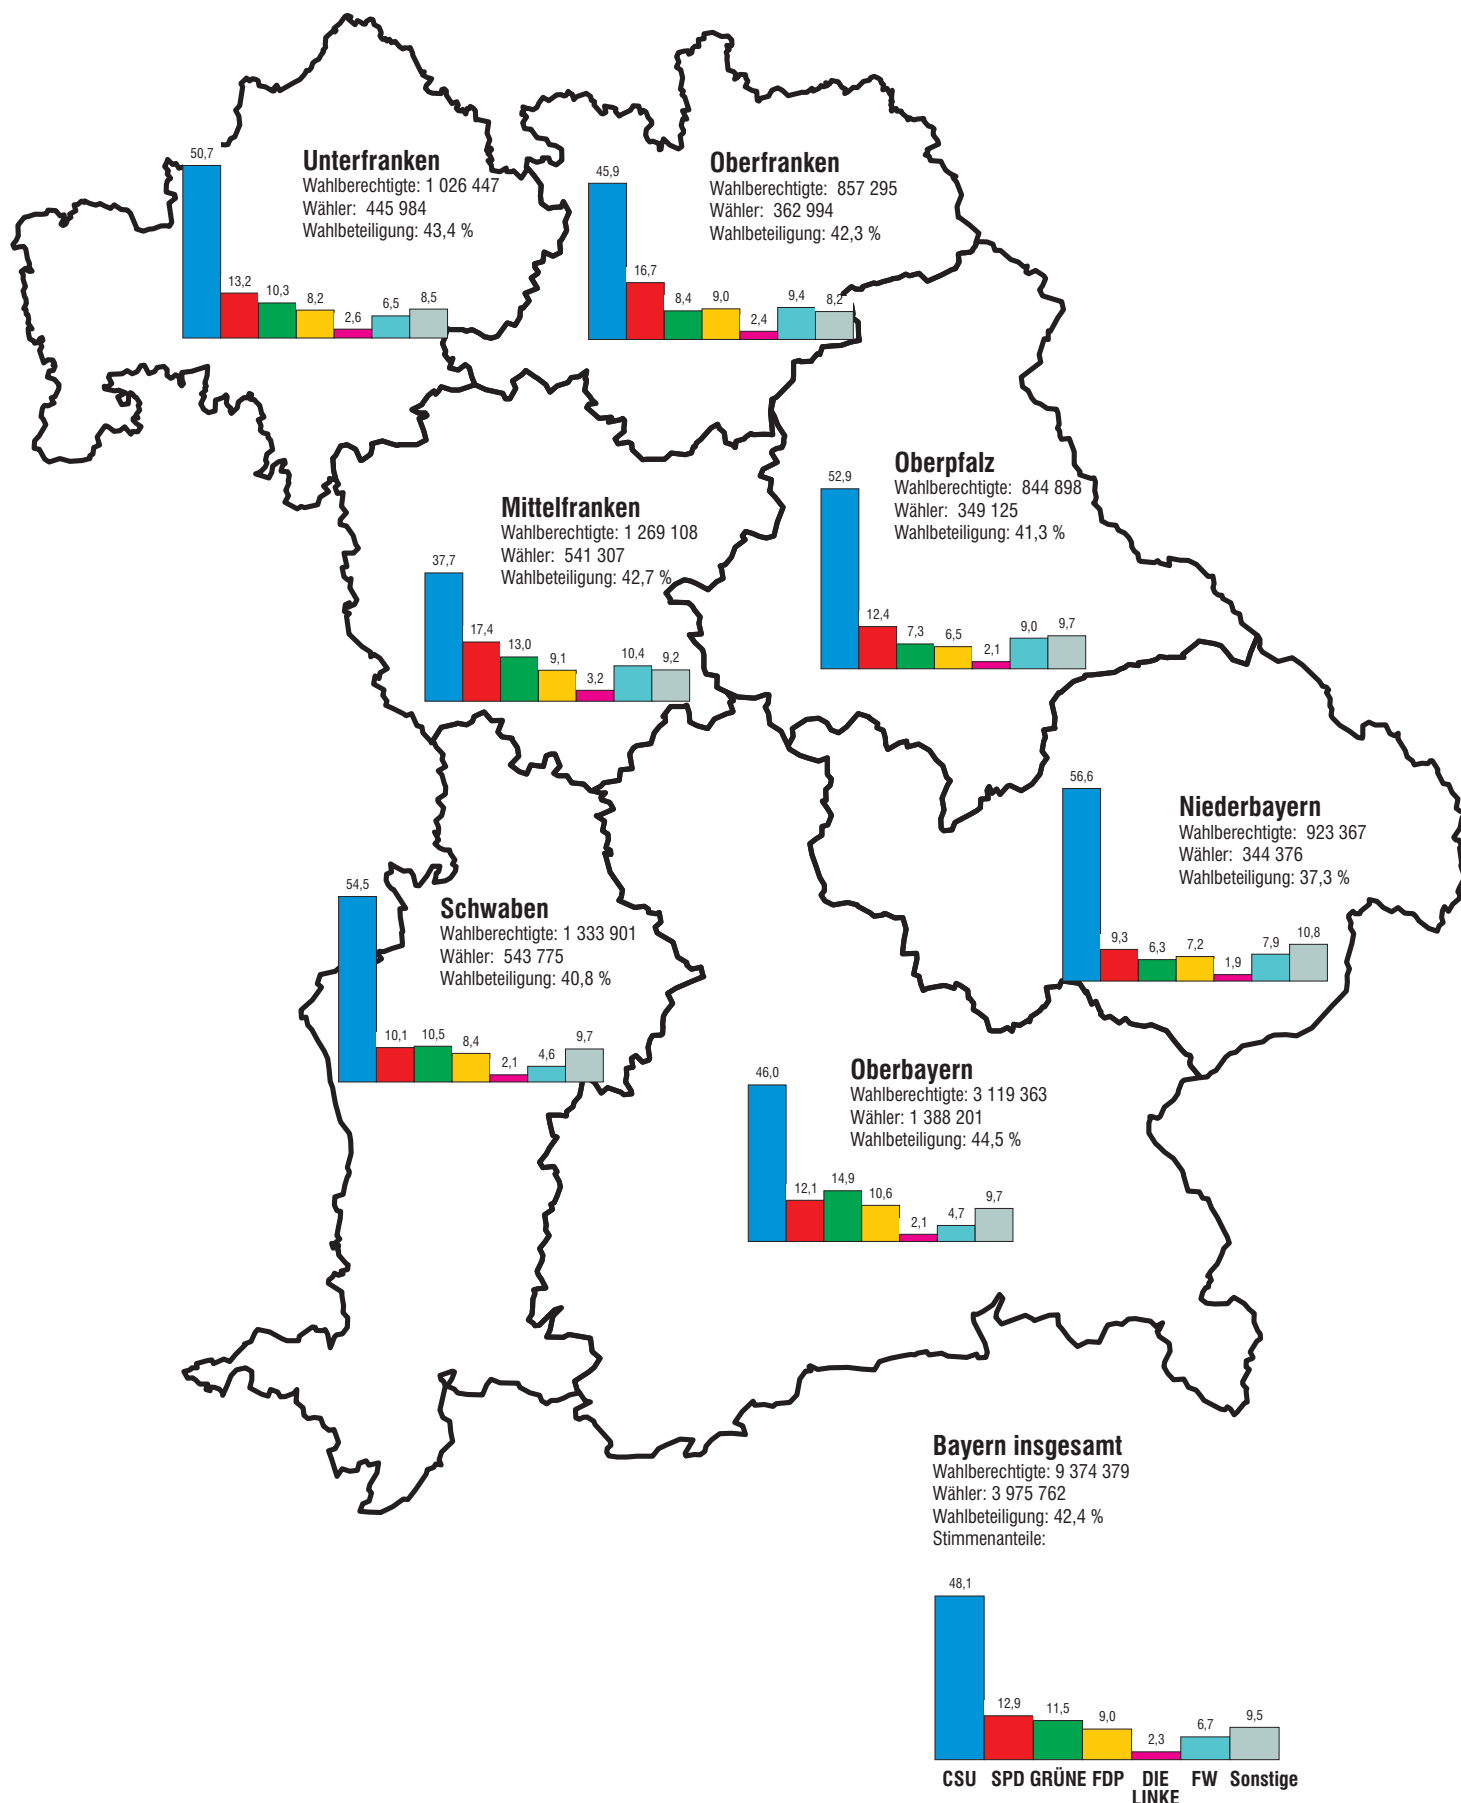 Unterfranken
Wahlberechtigte: 1 026 447
Wähler: 445 984
Wahlbeteiligung: 43,4 %
50,7
13,2
10,3
8,2
2,6
6,5
8,5
Oberfranken
Wahlberechtigte: 857 295
Wähler: 362 994
Wahlbeteiligung: 42,3 %
45,9
16,7
8,4
9,0
2,4
9,4
8,2
Oberpfalz
Wahlberechtigte: 844 898
Wähler: 349 125
Wahlbeteiligung: 41,3 %
52,9
12,4
7,3
6,5
2,1
9,0
9,7
Mittelfranken
Wahlberechtigte: 1 269 108
Wähler: 541 307
Wahlbeteiligung: 42,7 %
37,7
17,4
13,0
9,1
3,2
10,4
9,2
Niederbayern
Wahlberechtigte: 923 367
Wähler: 344 376
Wahlbeteiligung: 37,3 %
56,6
9,3
6,3
7,2
1,9
7,9
10,8
Schwaben
Wahlberechtigte: 1 333 901
Wähler: 543 775
Wahlbeteiligung: 40,8 %
54,5
10,1
10,5
8,4
2,1
4,6
9,7
Oberbayern
Wahlberechtigte: 3 119 363
Wähler: 1 388 201
Wahlbeteiligung: 44,5 %
46,0
12,1
14,9
10,6
2,1
4,7
9,7
Bayern insgesamt
Wahlberechtigte: 9 374 379
Wähler: 3 975 762
Wahlbeteiligung: 42,4 %
Stimmenanteile:
48,1
12,9
11,5
9,0
2,3
6,7
9,5
CSU SPD GRÜNE FDP DIE FW Sonstige
LINKE